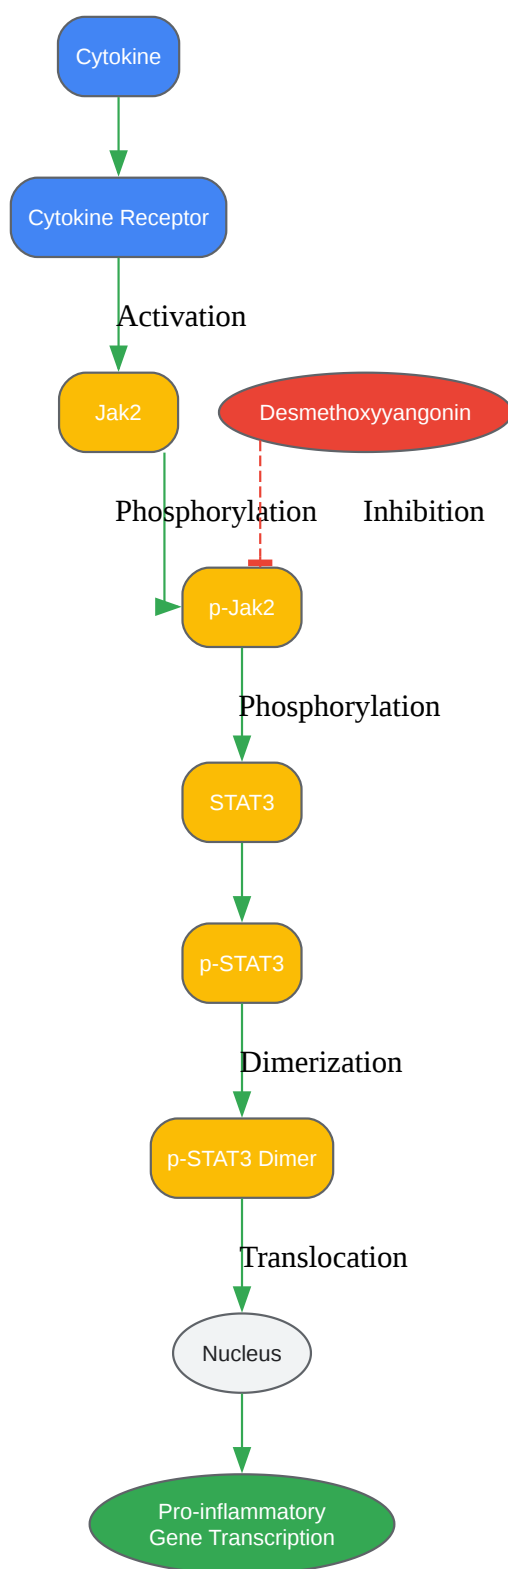 Cytokine
Cytokine Receptor
Activation
Jak2
Desmethoxyyangonin
Phosphorylation
Inhibition
p-Jak2
Phosphorylation
STAT3
p-STAT3
Dimerization
p-STAT3 Dimer
Translocation
Nucleus
Pro-inflammatory
Gene Transcription